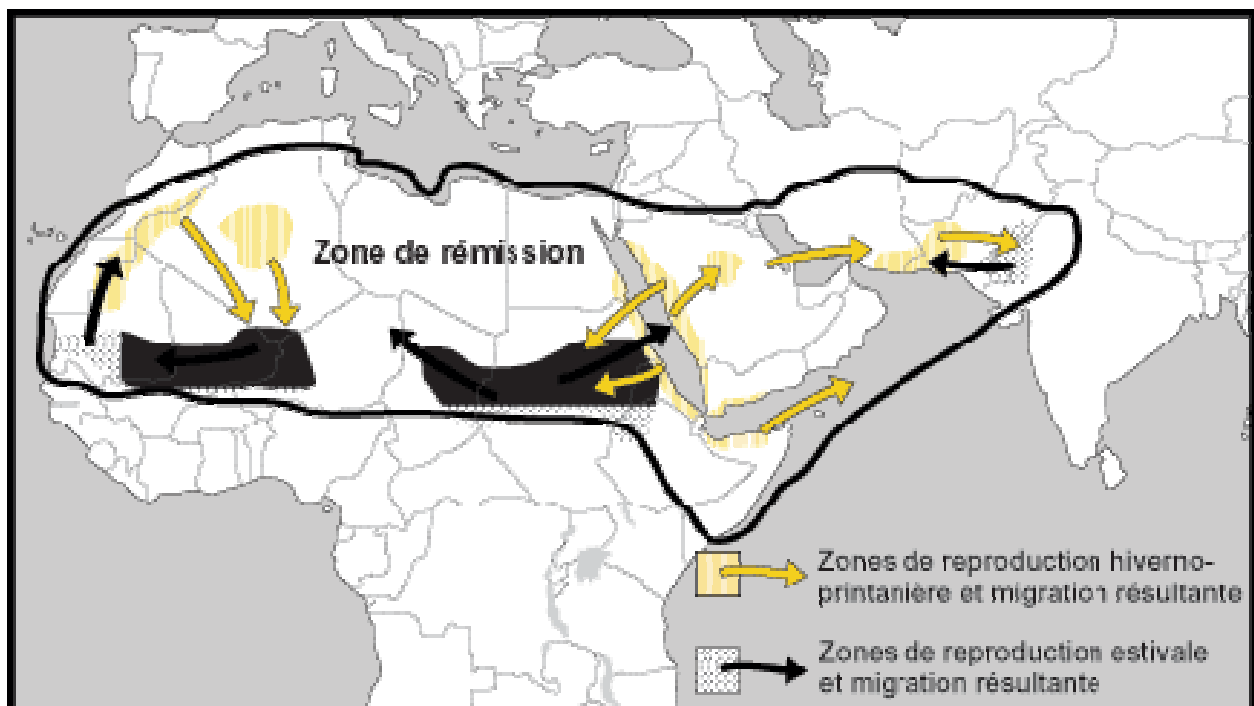 Zone de rémission
Zones de reproduction hiverno-
printanière et migration résultante
Zones de reproduction estivale
et migration résultante